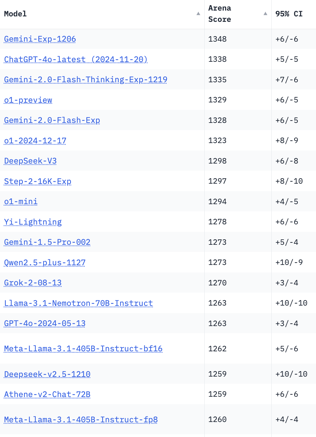 Model ▲ Arena Score ▲ 95% CI
Gemini-Exp-1206 1348 +6/-6
ChatGPT-4o-latest (2024-11-20) 1338 +5/-5
Gemini-2.0-Flash-Thinking-Exp-1219 1335 +7/-6
o1-preview 1329 +6/-5
Gemini-2.0-Flash-Exp 1328 +6/-5
o1-2024-12-17 1323 +8/-9
DeepSeek-V3 1298 +6/-8
Step-2-16K-Exp 1297 +8/-10
o1-mini 1294 +4/-5
Yi-Lightning 1278 +6/-6
Gemini-1.5-Pro-002 1273 +5/-4
Qwen2.5-plus-1127 1273 +10/-9
Grok-2-08-13 1270 +3/-4
Llama-3.1-Nemotron-70B-Instruct 1263 +10/-10
GPT-4o-2024-05-13 1263 +3/-4
Meta-Llama-3.1-405B-Instruct-bf16 1262 +5/-6
Deepseek-v2.5-1210 1259 +10/-10
Athene-v2-Chat-72B 1259 +6/-6
Meta-Llama-3.1-405B-Instruct-fp8 1260 +4/-4